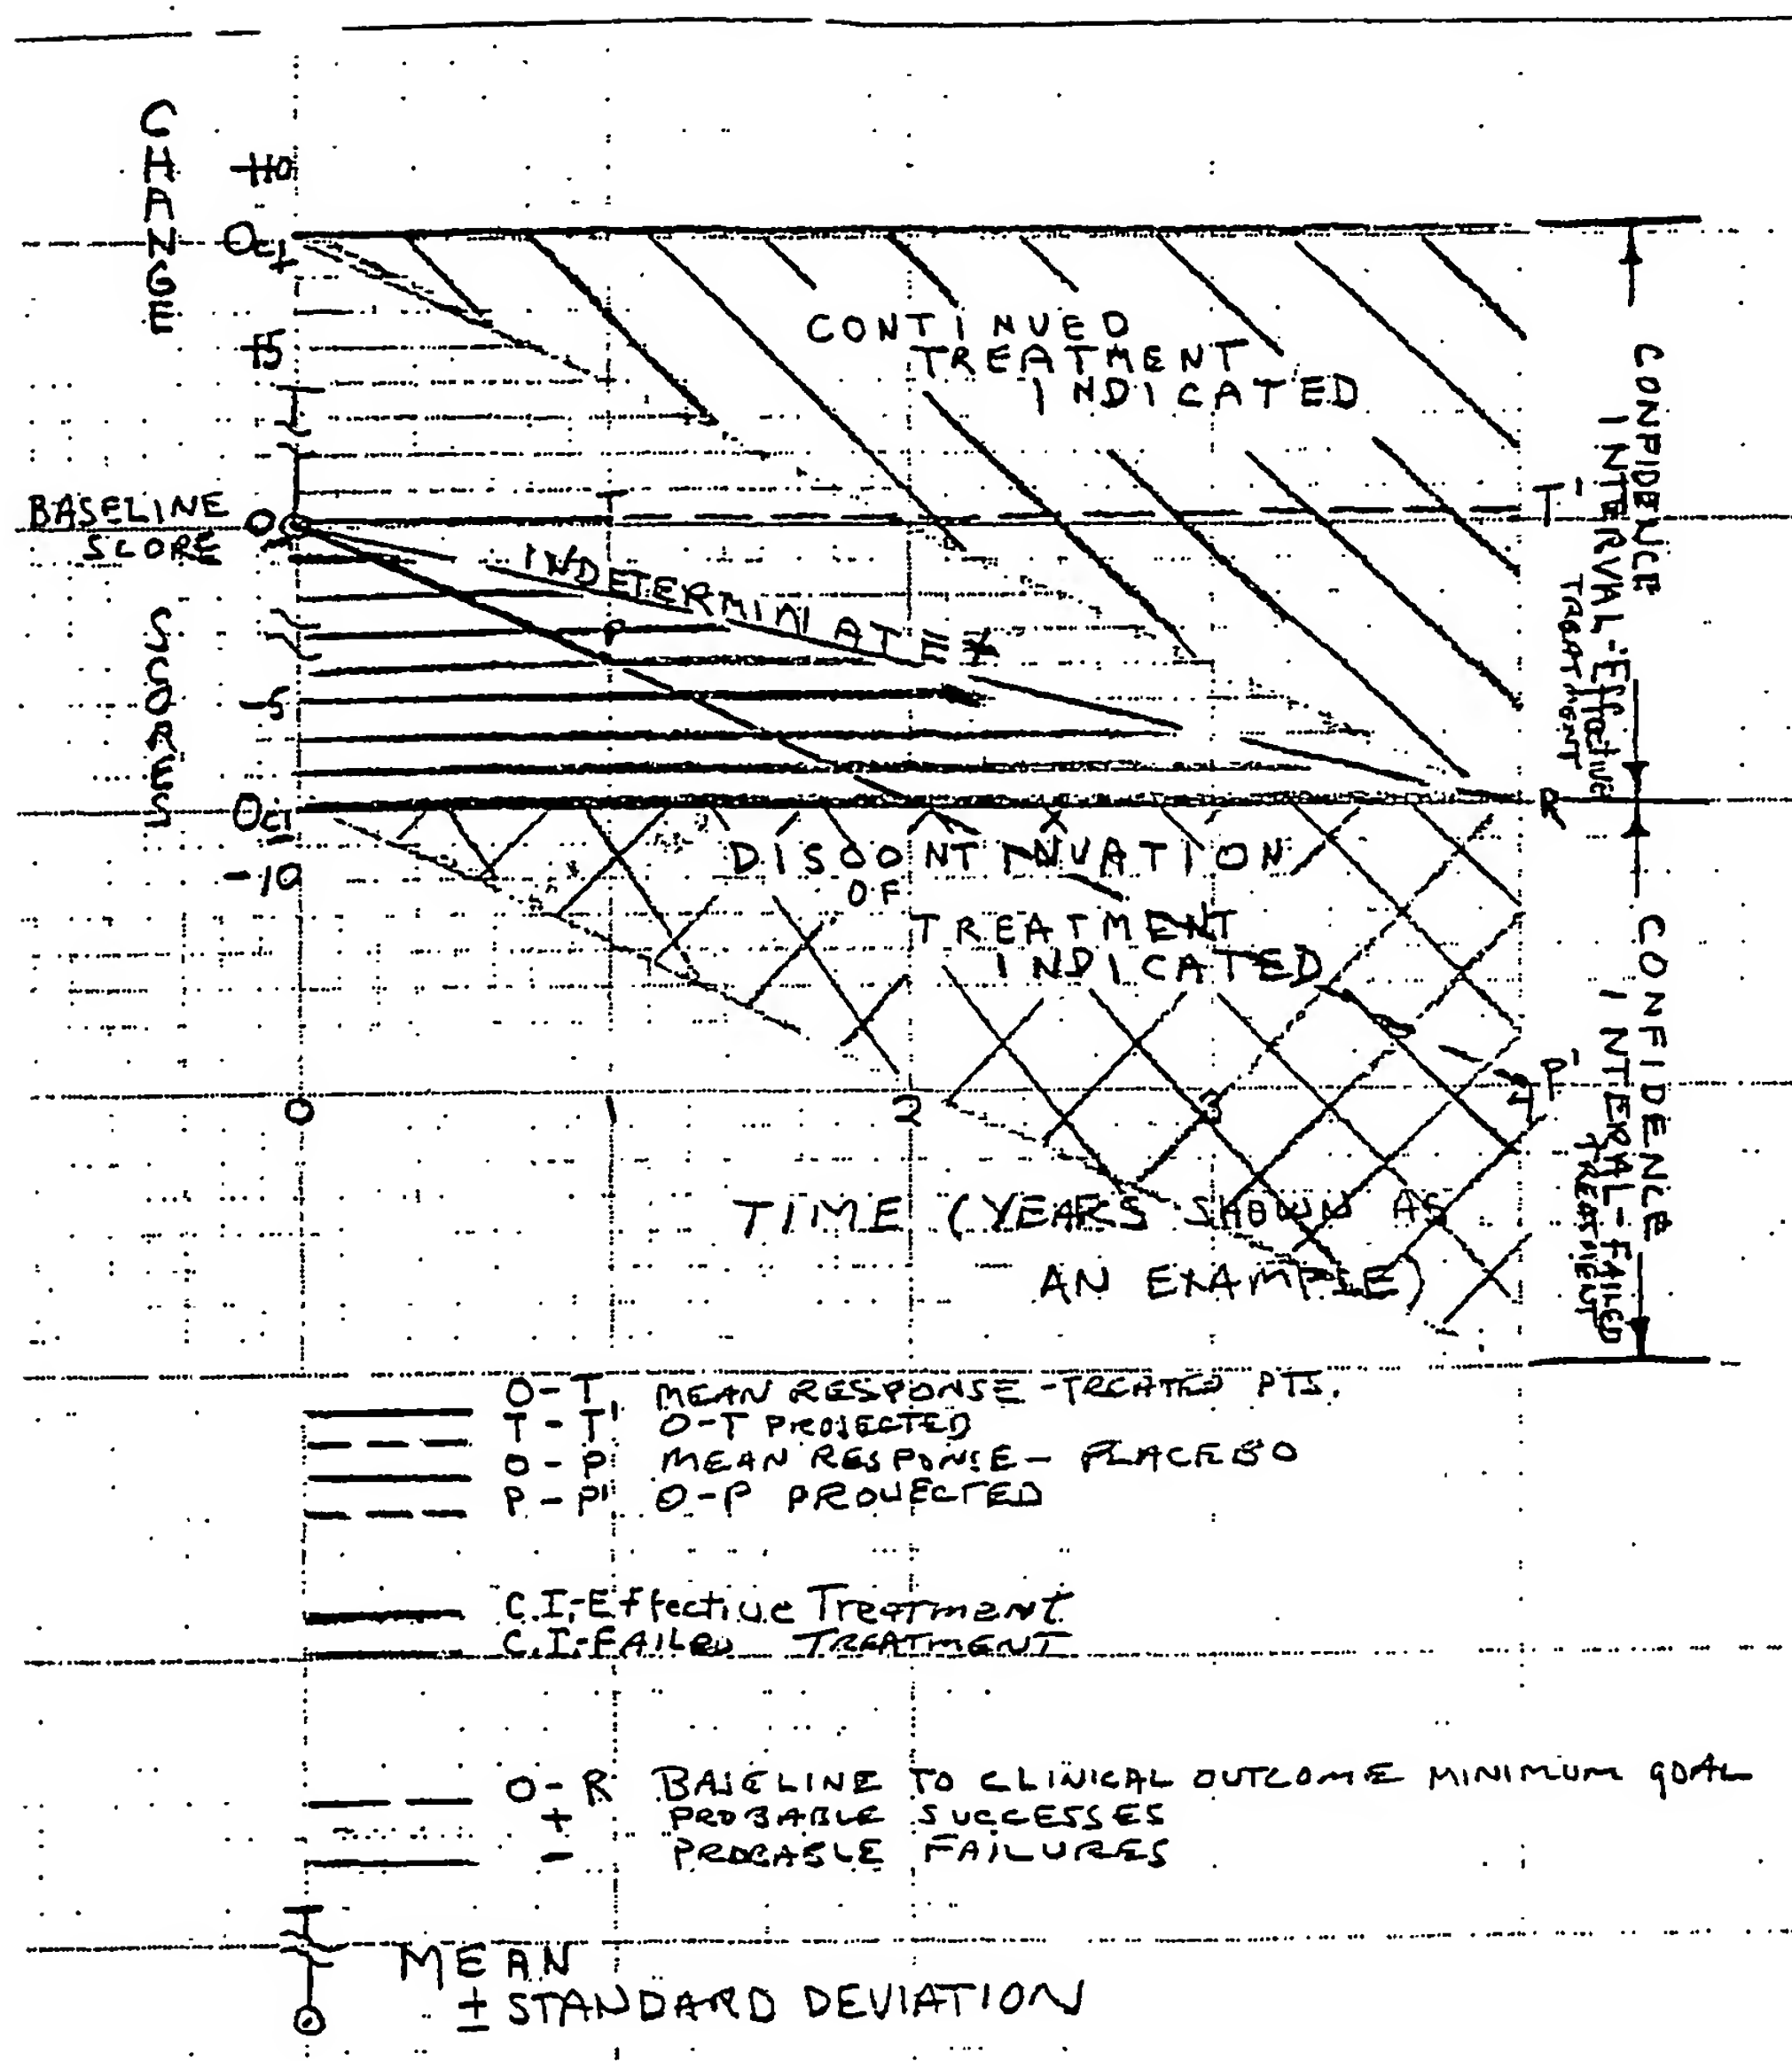 CHANGE
+10
OCI+
+5
CONTINUED
TREATMENT
INDICATED
BASELINE
SCORE
O
T
T'
INDETERMINATE
P
SCORES
-5
OCI-
R
-10
DISCONTINUATION
OF
TREATMENT
INDICATED
P'
0 1 2 3 4
TIME (YEARS SHOWN AS
AN EXAMPLE)
CONFIDENCE
INTERVAL-Effective
TREATMENT
CONFIDENCE
INTERVAL-FAILED
TREATMENT
O-T MEAN RESPONSE-TREATED PTS.
T-T' O-T PROJECTED
O-P MEAN RESPONSE- PLACEBO
P-P' O-P PROJECTED
C.I.-Effective Treatment
C.I.-FAILED TREATMENT
O-R BASELINE TO CLINICAL OUTCOME MINIMUM GOAL
+ PROBABLE SUCCESSES
- PROBABLE FAILURES
MEAN
± STANDARD DEVIATION